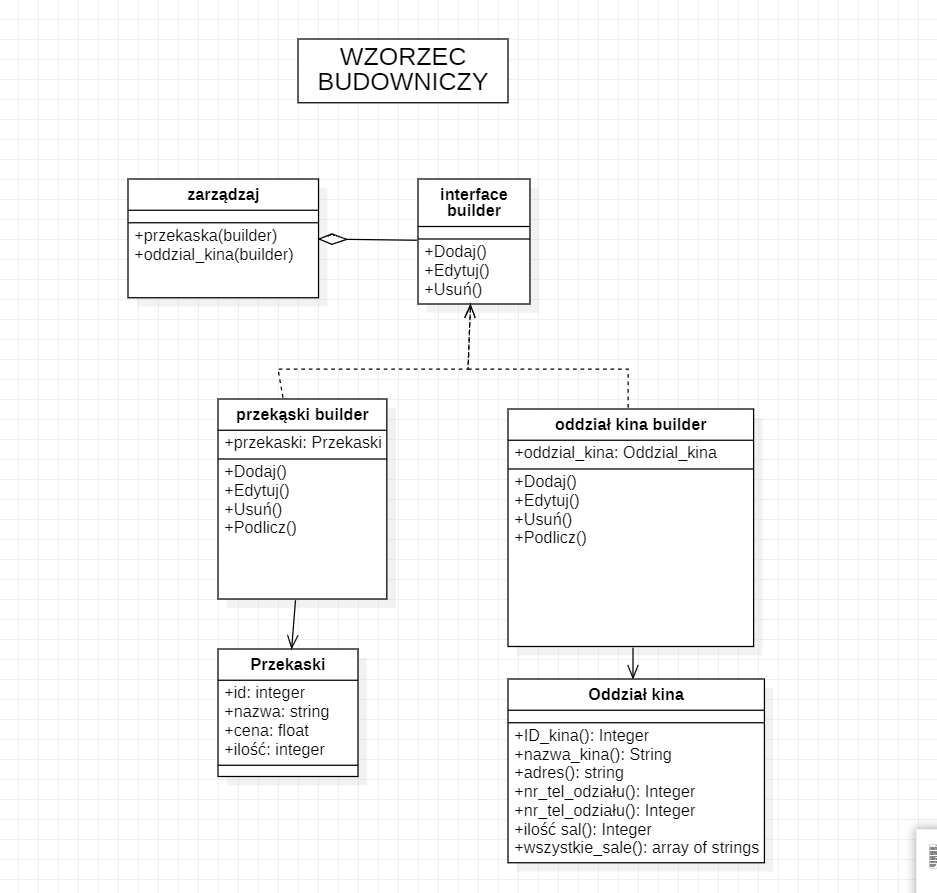 WZORZEC
BUDOWNICZY
zarządzaj
+przekaska(builder)
+oddzial_kina(builder)
interface
builder
+Dodaj()
+Edytuj()
+Usuń()
przekąski builder
+przekaski: Przekaski
+Dodaj()
+Edytuj()
+Usuń()
+Podlicz()
oddział kina builder
+oddzial_kina: Oddzial_kina
+Dodaj()
+Edytuj()
+Usuń()
+Podlicz()
Przekaski
+id: integer
+nazwa: string
+cena: float
+ilość: integer
Oddział kina
+ID_kina(): Integer
+nazwa_kina(): String
+adres(): string
+nr_tel_odziału(): Integer
+nr_tel_odziału(): Integer
+ilość sal(): Integer
+wszystkie_sale(): array of strings